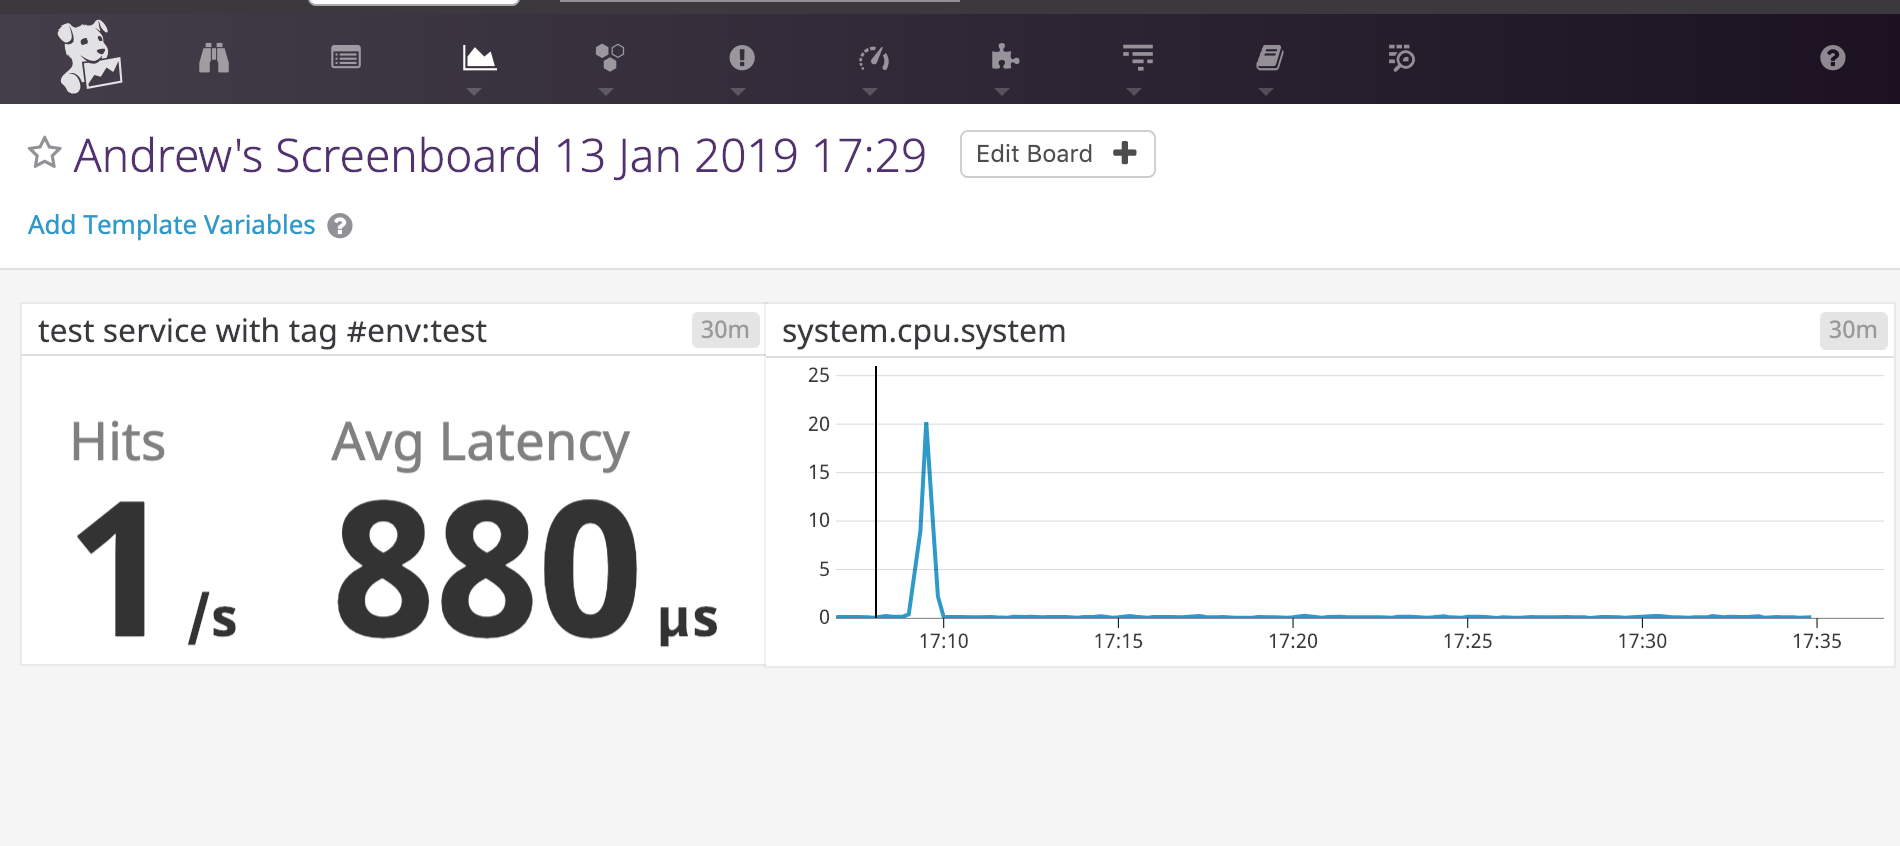 Andrew's Screenboard 13 Jan 2019 17:29
Edit Board
Add Template Variables
test service with tag #env:test
30m
Hits
Avg Latency
1 /s
880 μs
system.cpu.system
30m
25
20
15
10
5
0
17:10
17:15
17:20
17:25
17:30
17:35